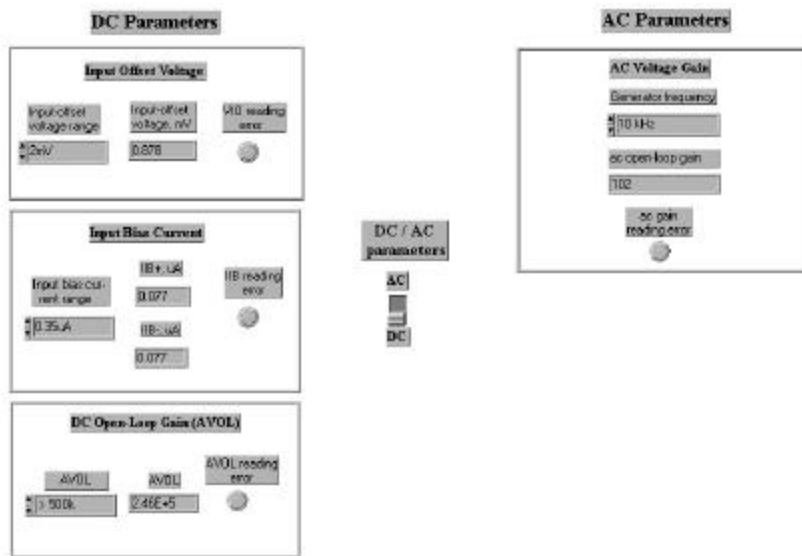 DC Parameters
Input Offset Voltage
Input-offset
voltage range
2mV
Input-offset
voltage, mV
0.878
VIO reading
error
Input Bias Current
Input bias cur-
rent range
0.35uA
IIB+, uA
0.077
IIB-, uA
0.077
IIB reading
error
DC Open-Loop Gain (AVOL)
AVOL
> 500k
AVOL
2.46E+5
AVOL reading
error
DC / AC
parameters
AC
DC
AC Parameters
AC Voltage Gain
Generator frequency
10 kHz
ac open-loop gain
102
ac gain
reading error